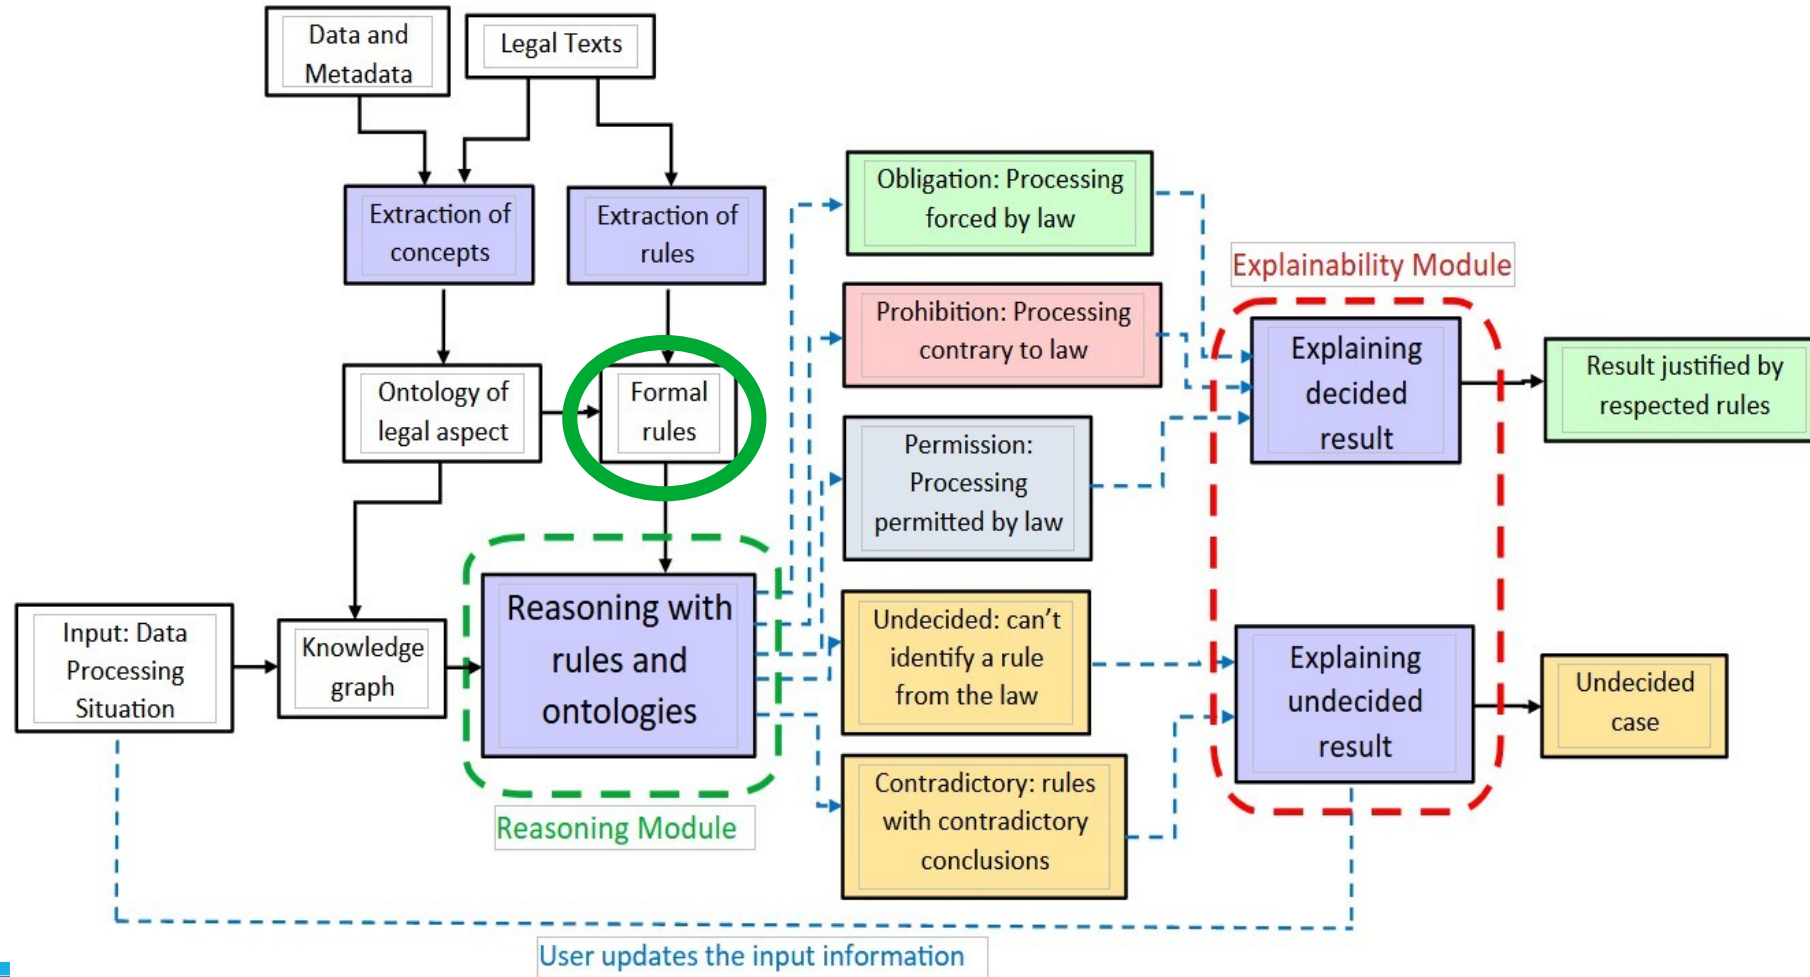 Data and
Metadata
Legal Texts
Extraction of
concepts
Extraction of
rules
Ontology of
legal aspect
Formal
rules
Input: Data
Processing
Situation
Knowledge
graph
Reasoning with
rules and
ontologies
Reasoning Module
Obligation: Processing
forced by law
Prohibition: Processing
contrary to law
Permission:
Processing
permitted by law
Undecided: can’t
identify a rule
from the law
Contradictory: rules
with contradictory
conclusions
Explainability Module
Explaining
decided
result
Explaining
undecided
result
Result justified by
respected rules
Undecided
case
User updates the input information